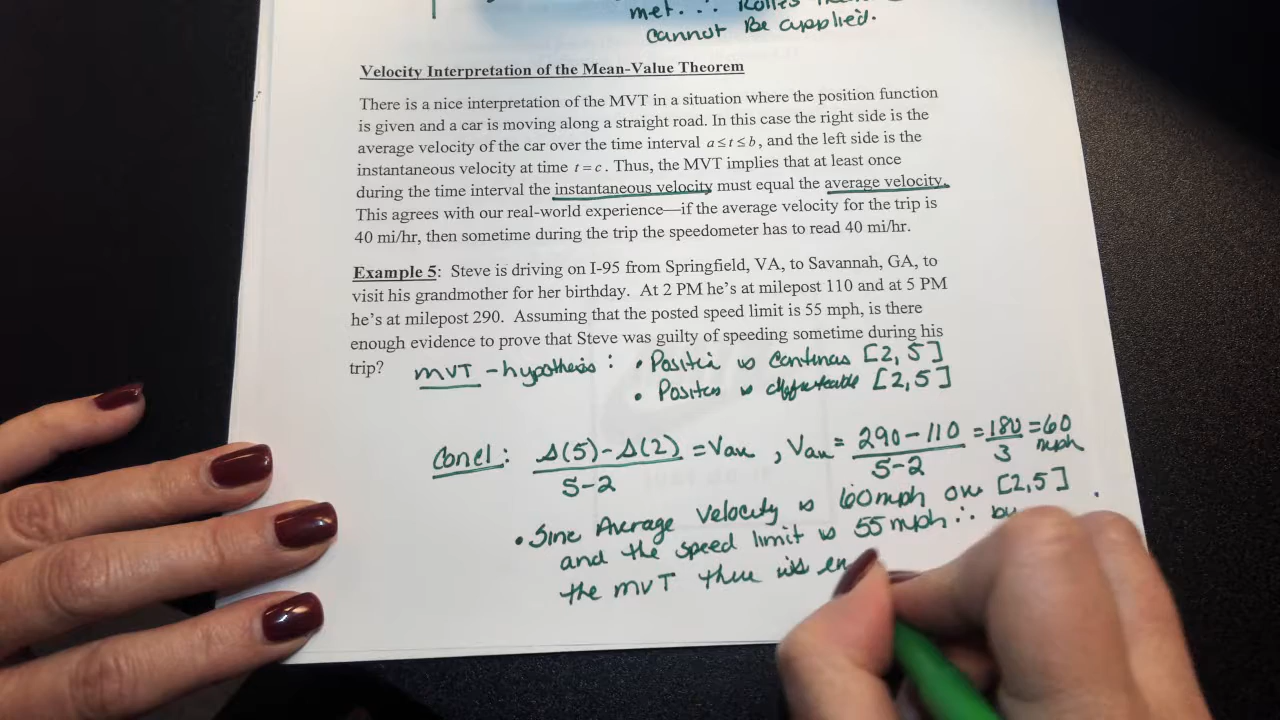 met. ∴ Rolles
cannot Be applied.
Velocity Interpretation of the Mean-Value Theorem
There is a nice interpretation of the MVT in a situation where the position function
is given and a car is moving along a straight road. In this case the right side is the
average velocity of the car over the time interval a ≤ t ≤ b, and the left side is the
instantaneous velocity at time t = c. Thus, the MVT implies that at least once
during the time interval the instantaneous velocity must equal the average velocity.
This agrees with our real-world experience—if the average velocity for the trip is
40 mi/hr, then sometime during the trip the speedometer has to read 40 mi/hr.
Example 5: Steve is driving on I-95 from Springfield, VA, to Savannah, GA, to
visit his grandmother for her birthday. At 2 PM he's at milepost 110 and at 5 PM
he's at milepost 290. Assuming that the posted speed limit is 55 mph, is there
enough evidence to prove that Steve was guilty of speeding sometime during his
trip? MVT - hypothesis: • Position is continuous [2, 5]
• Position is differentiable [2, 5]
Concl: s(5) - s(2) / 5-2 = Vave, Vave = 290 - 110 / 5-2 = 180 / 3 = 60 mph
• Since Average Velocity is 60 mph over [2, 5]
and the speed limit is 55 mph ∴ by
the MVT there is en